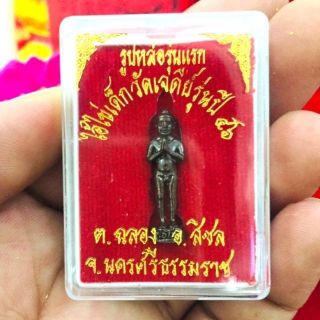 รูปหล่อรุ่นแรก
ไอ้ไข่เด็กวัดเจดีย์รุ่นปี ๔๖
ต.ฉลอง อ.สิชล
จ.นครศรีธรรมราช